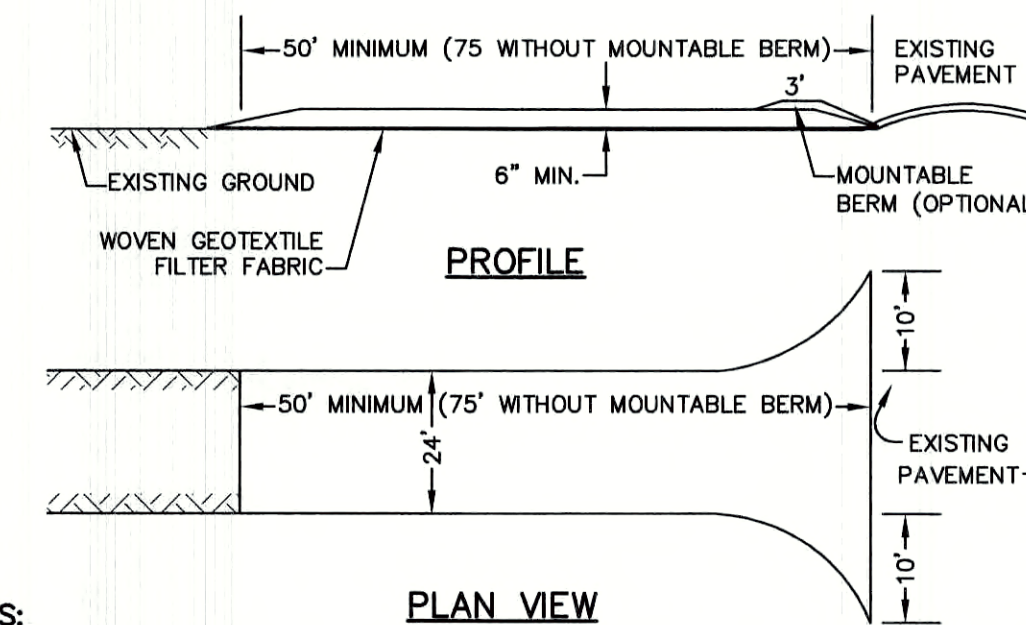 50' MINIMUM (75 WITHOUT MOUNTABLE BERM)
EXISTING
PAVEMENT
3'
EXISTING GROUND
6" MIN.
MOUNTABLE
BERM (OPTIONAL
WOVEN GEOTEXTILE
FILTER FABRIC
PROFILE
10'
50' MINIMUM (75' WITHOUT MOUNTABLE BERM)
24'
EXISTING
PAVEMENT
10'
PLAN VIEW
S: